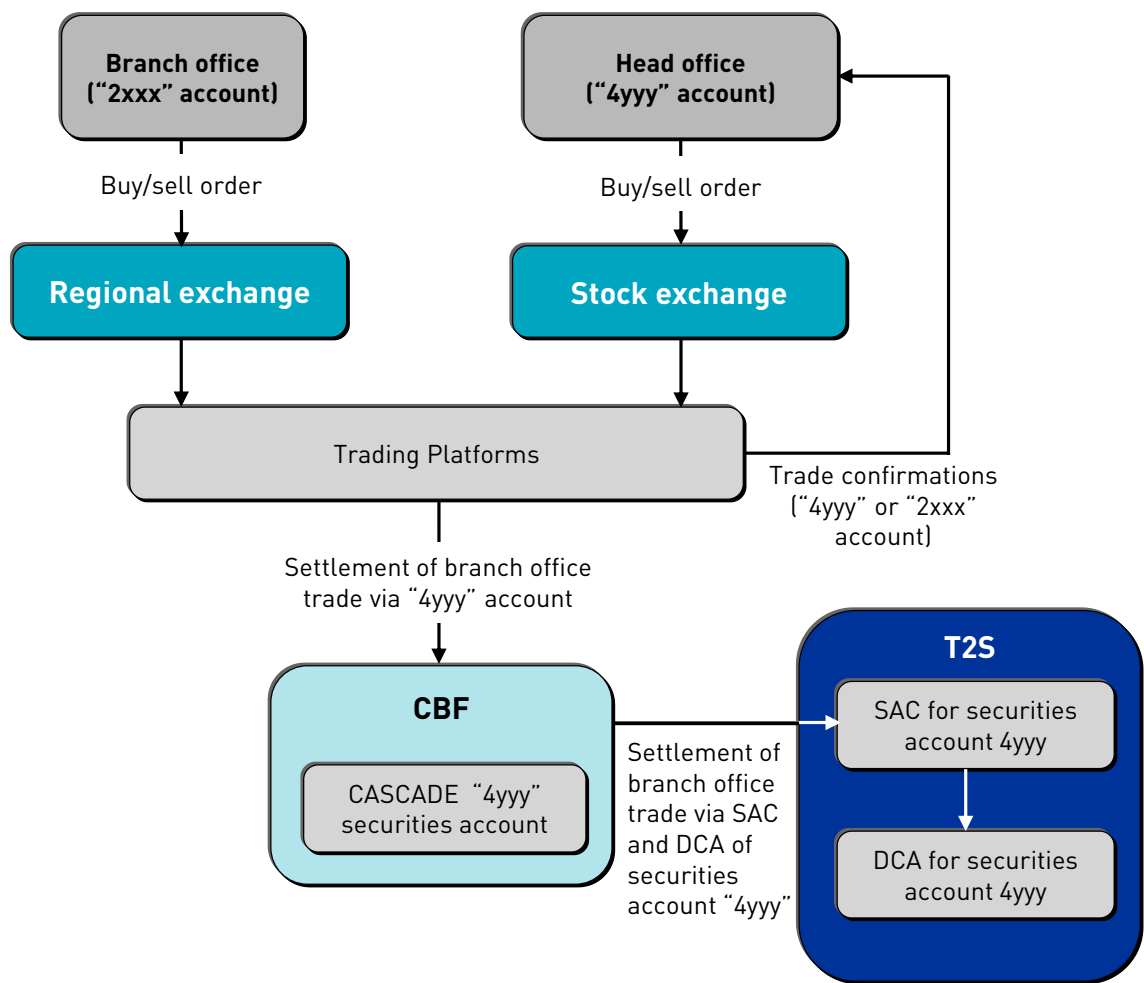 Branch office
(“2xxx” account)
Head office
(“4yyy” account)
Buy/sell order
Buy/sell order
Regional exchange
Stock exchange
Trading Platforms
Trade confirmations
(“4yyy” or “2xxx”
account)
Settlement of branch office
trade via “4yyy” account
CBF
CASCADE “4yyy”
securities account
Settlement of
branch office
trade via SAC
and DCA of
securities
account “4yyy”
T2S
SAC for securities
account 4yyy
DCA for securities
account 4yyy